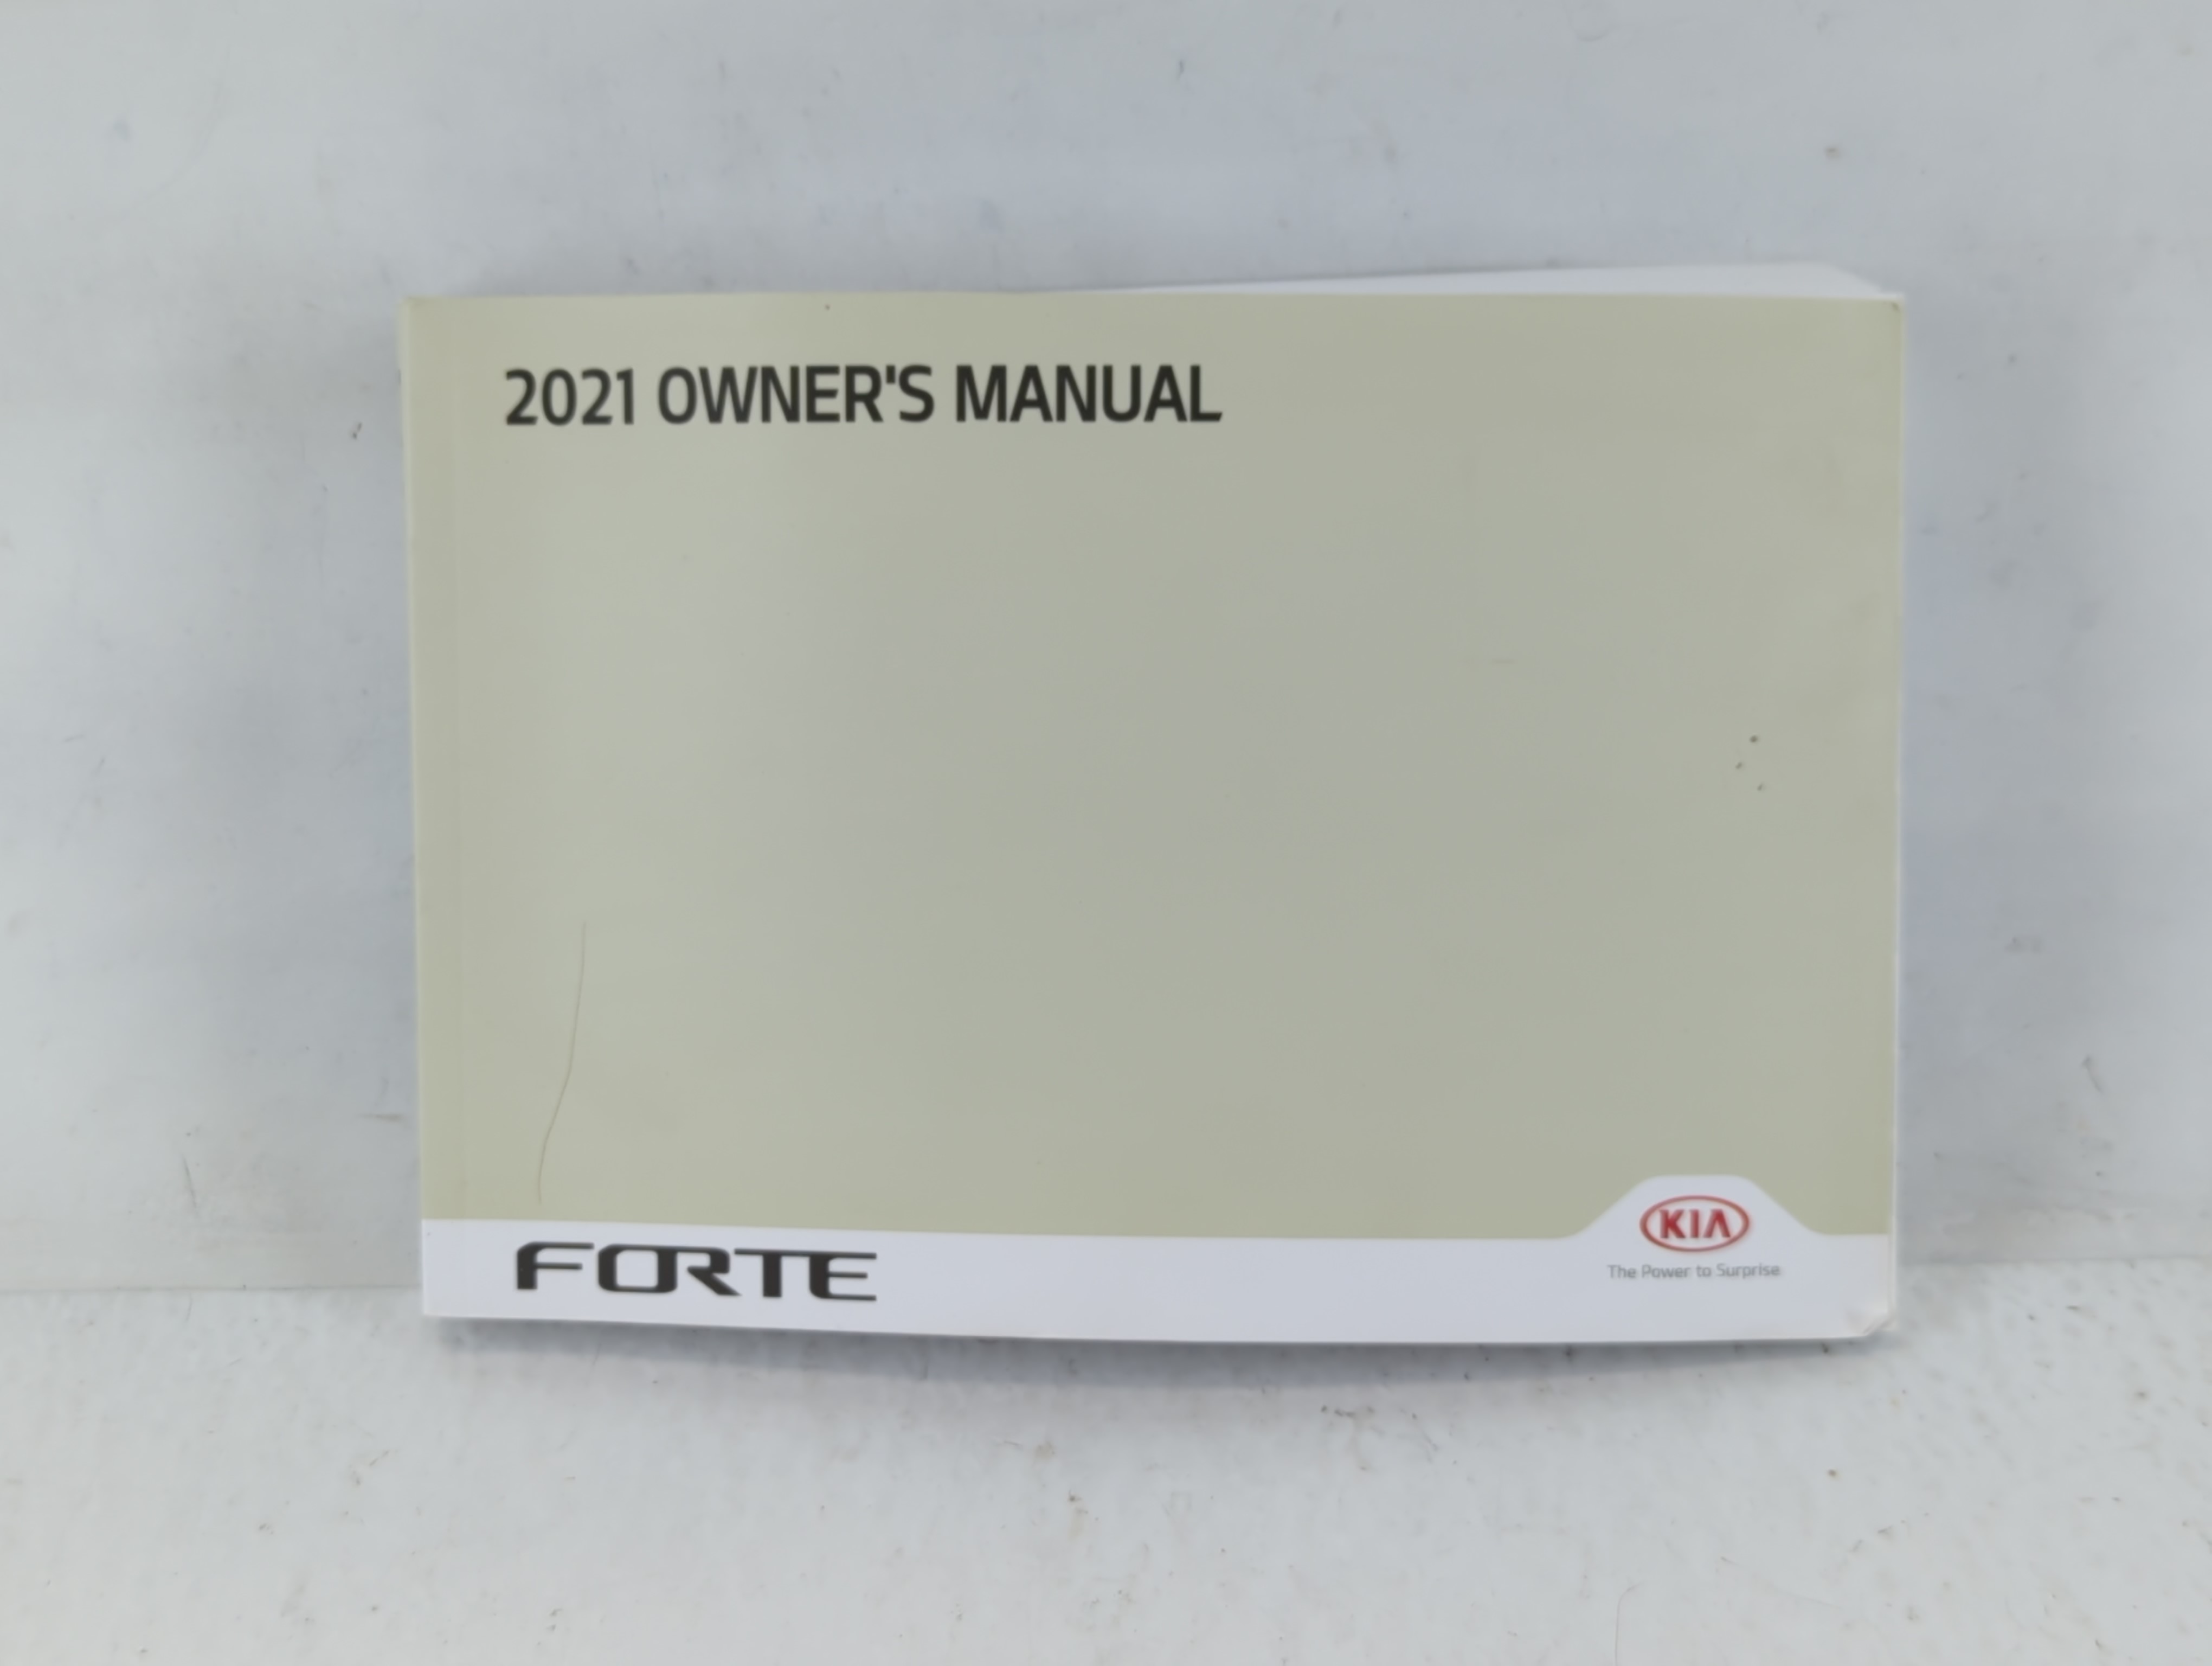 2021 OWNER'S MANUAL
FORTE
KIA
The Power to Surprise